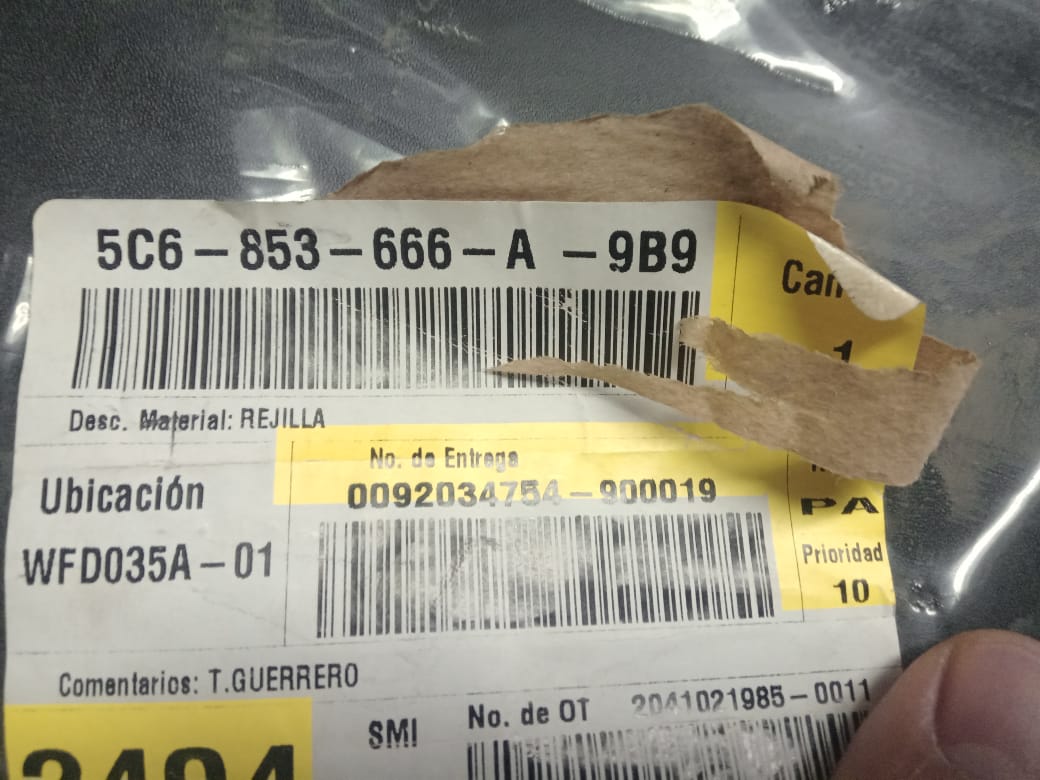 5C6-853-666-A -9B9
1
Desc. Material: REJILLA
No. de Entrega
Ubicación
0092034754-900019
PA
WFD035A-01
Prioridad
10
Comentarios: T.GUERRERO
SMI
No. de OT 2041021985-0011